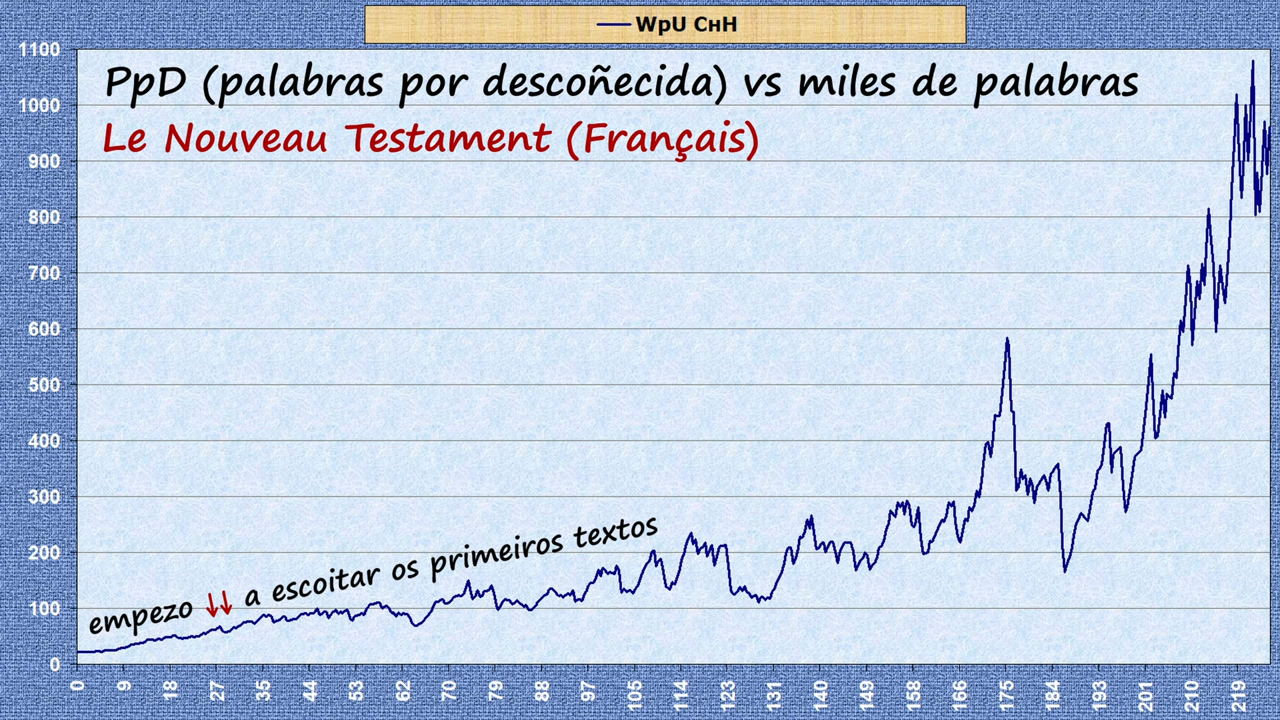 WpU CHH
PpD (palabras por descoñecida) vs miles de palabras
Le Nouveau Testament (Français)
empezo ↓↓ a escoitar os primeiros textos
1100
1000
900
800
700
600
500
400
300
200
100
0
0 9 18 27 35 44 53 62 70 79 88 97 105 114 123 131 140 149 158 166 175 184 193 201 210 219